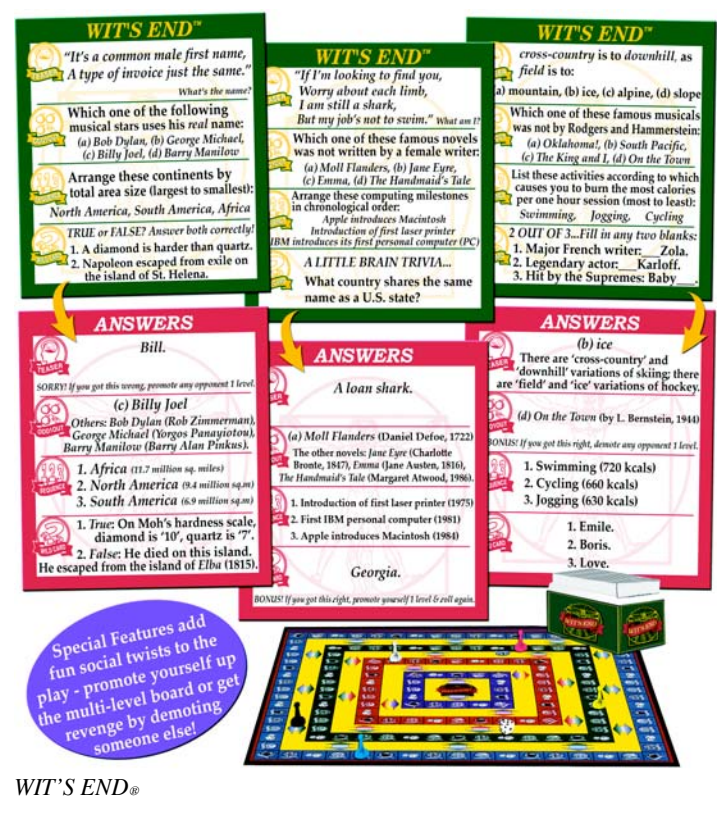 WIT'S END™
TEASER
"It's a common male first name,
A type of invoice just the same."
What's the name?
Which one of the following
musical stars uses his real name:
(a) Bob Dylan, (b) George Michael,
(c) Billy Joel, (d) Barry Manilow
Arrange these continents by
total area size (largest to smallest):
North America, South America, Africa
TRUE or FALSE? Answer both correctly!
1. A diamond is harder than quartz.
2. Napoleon escaped from exile on
the island of St. Helena.
WIT'S END™
"If I'm looking to find you,
Worry about each limb,
I am still a shark,
But my job's not to swim." What am I?
Which one of these famous novels
was not written by a female writer:
(a) Moll Flanders, (b) Jane Eyre,
(c) Emma, (d) The Handmaid's Tale
Arrange these computing milestones
in chronological order:
Apple introduces Macintosh
Introduction of first laser printer
IBM introduces its first personal computer (PC)
A LITTLE BRAIN TRIVIA...
What country shares the same
name as a U.S. state?
WIT'S END™
cross-country is to downhill, as
field is to:
(a) mountain, (b) ice, (c) alpine, (d) slope
Which one of these famous musicals
was not by Rodgers and Hammerstein:
(a) Oklahoma!, (b) South Pacific,
(c) The King and I, (d) On the Town
List these activities according to which
causes you to burn the most calories
per one hour session (most to least):
Swimming, Jogging, Cycling
2 OUT OF 3...Fill in any two blanks:
1. Major French writer:___Zola.
2. Legendary actor:___Karloff.
3. Hit by the Supremes: Baby___.
ANSWERS
TEASER
Bill.
SORRY! If you got this wrong, promote any opponent 1 level.
ODD1OUT
(c) Billy Joel
Others: Bob Dylan (Rob Zimmerman),
George Michael (Yorgos Panayiotou),
Barry Manilow (Barry Alan Pinkus).
SEQUENCE
1. Africa (11.7 million sq. miles)
2. North America (9.4 million sq.m)
3. South America (6.9 million sq.m)
WILD CARD
1. True: On Moh's hardness scale,
diamond is '10', quartz is '7'.
2. False: He died on this island.
He escaped from the island of Elba (1815).
ANSWERS
A loan shark.
(a) Moll Flanders (Daniel Defoe, 1722)
The other novels: Jane Eyre (Charlotte
Bronte, 1847), Emma (Jane Austen, 1816),
The Handmaid's Tale (Margaret Atwood, 1986).
1. Introduction of first laser printer (1975)
2. First IBM personal computer (1981)
3. Apple introduces Macintosh (1984)
Georgia.
BONUS! If you got this right, promote yourself 1 level & roll again.
ANSWERS
(b) ice
There are 'cross-country' and
'downhill' variations of skiing; there
are 'field' and 'ice' variations of hockey.
(d) On the Town (by L. Bernstein, 1944)
BONUS! If you got this right, demote any opponent 1 level.
1. Swimming (720 kcals)
2. Cycling (660 kcals)
3. Jogging (630 kcals)
1. Emile.
2. Boris.
3. Love.
Special Features add
fun social twists to the
play - promote yourself up
the multi-level board or get
revenge by demoting
someone else!
WIT'S END
WIT'S END
WIT'S END®